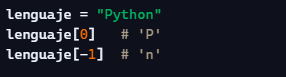 lenguaje = "Python"
lenguaje[0]   # 'P'
lenguaje[-1]  # 'n'